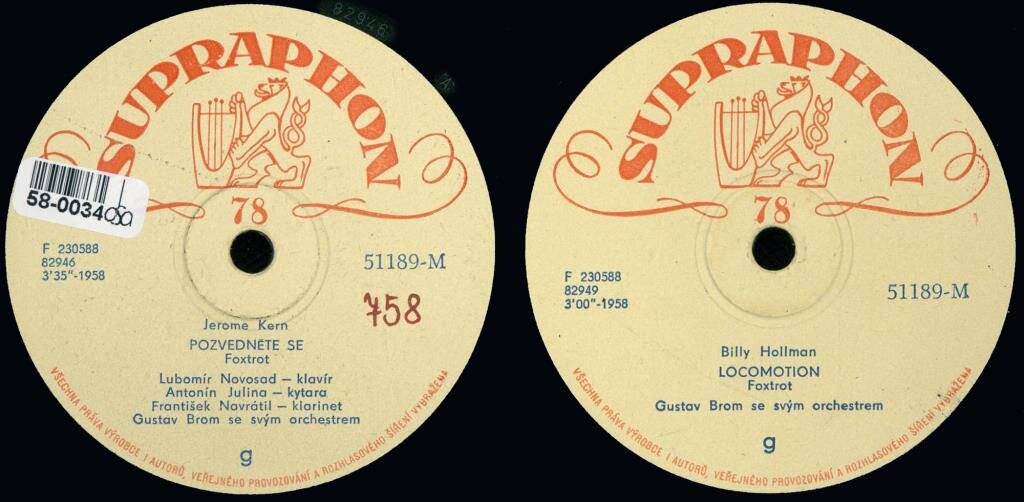 82946
SUPRAPHON
58-0034
78
F 230588
82946
3'35"-1958
51189-M
758
Jerome Kern
POZVEDNĚTE SE
Foxtrot
Lubomír Novosad – klavír
Antonín Julina – kytara
František Navrátil – klarinet
Gustav Brom se svým orchestrem
g
VŠECHNA PRÁVA VÝROBCE I AUTORŮ, VEŘEJNÉHO PROVOZOVÁNÍ A ROZHLASOVÉHO ŠÍŘENÍ VYHRAŽENA
SUPRAPHON
78
F 230588
82949
3'00"-1958
51189-M
Billy Hollman
LOCOMOTION
Foxtrot
Gustav Brom se svým orchestrem
g
VŠECHNA PRÁVA VÝROBCE I AUTORŮ, VEŘEJNÉHO PROVOZOVÁNÍ A ROZHLASOVÉHO ŠÍŘENÍ VYHRAŽENA